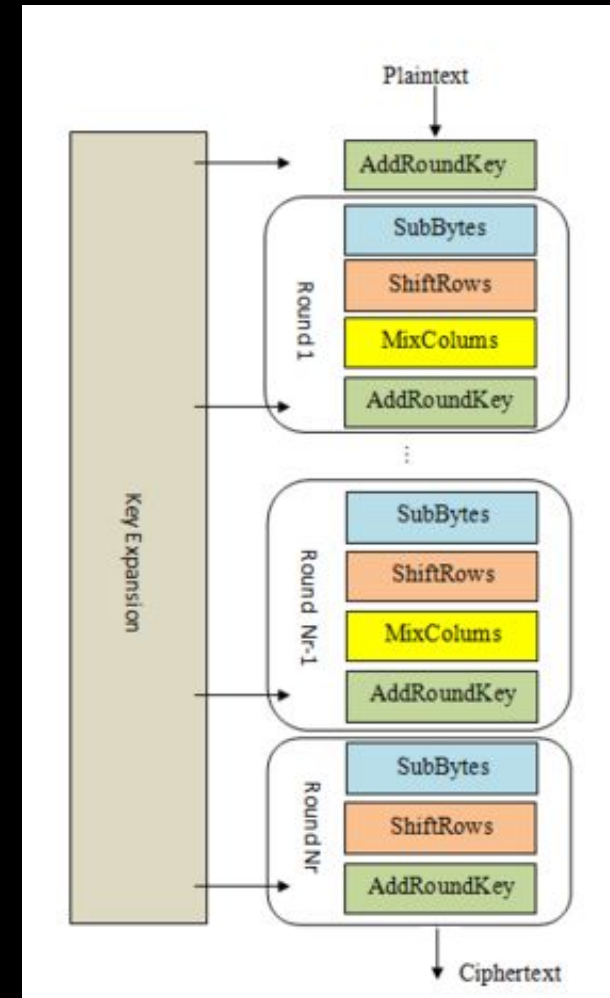 Plaintext
AddRoundKey
SubBytes
ShiftRows
MixColums
AddRoundKey
Round 1
...
SubBytes
ShiftRows
MixColums
AddRoundKey
Round Nr-1
SubBytes
ShiftRows
AddRoundKey
Round Nr
Key Expansion
Ciphertext